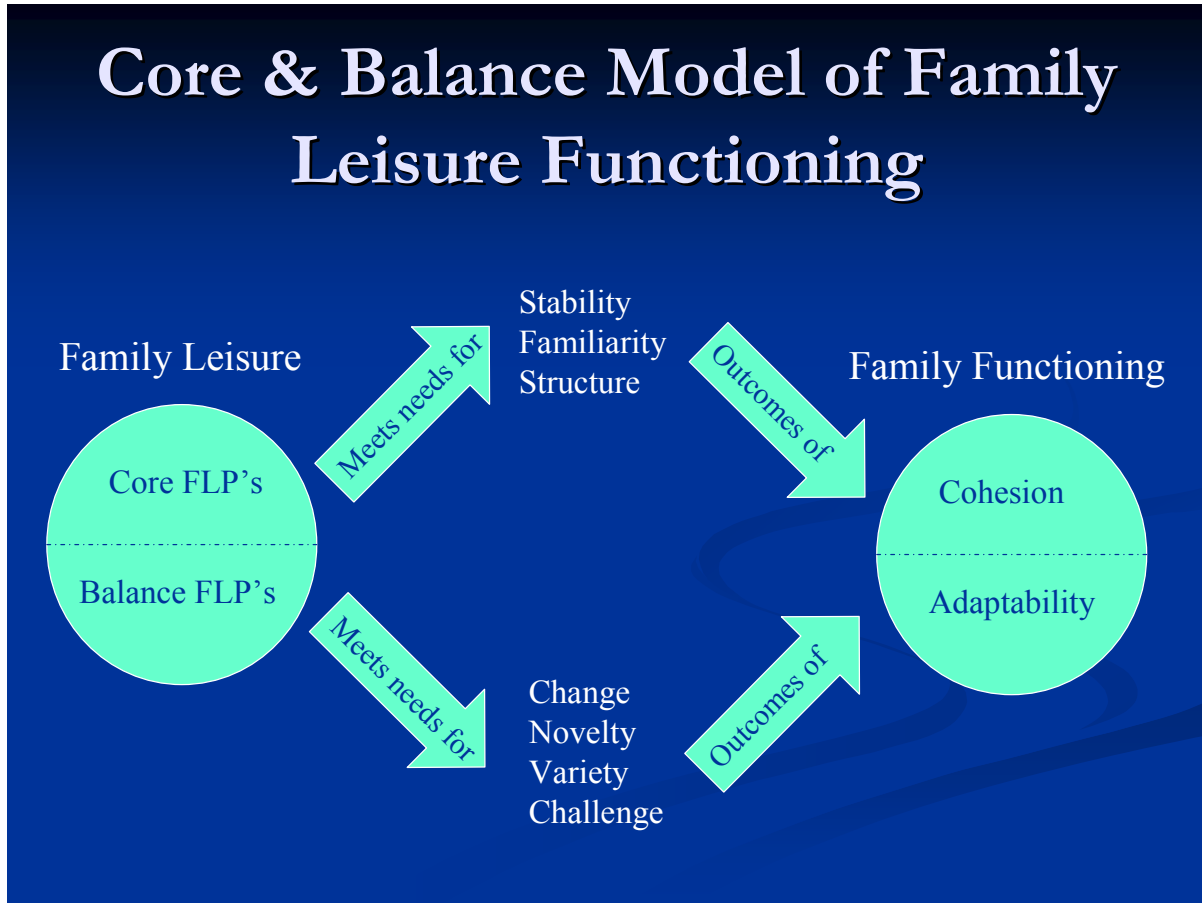 Core & Balance Model of Family
Leisure Functioning
Family Leisure
Core FLP’s
Balance FLP’s
Meets needs for
Stability
Familiarity
Structure
Outcomes of
Meets needs for
Change
Novelty
Variety
Challenge
Outcomes of
Family Functioning
Cohesion
Adaptability